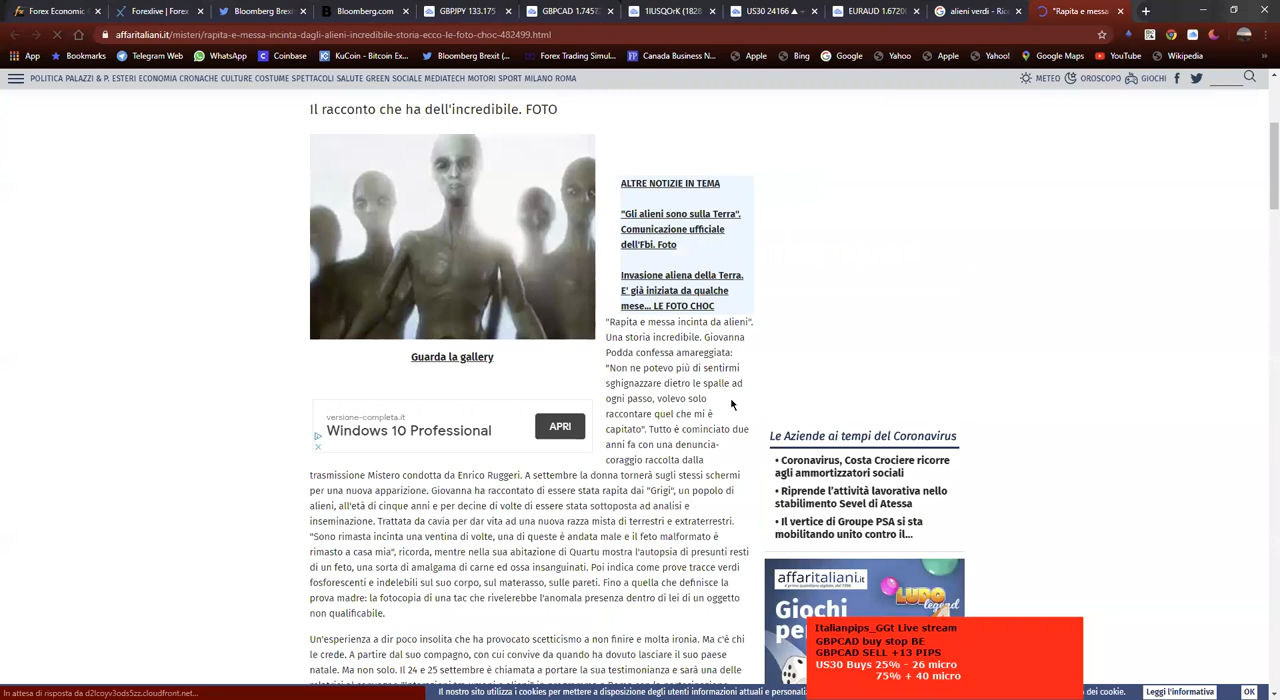 Forex Economic
Forexlive | Forex
Bloomberg Brexi
Bloomberg.com
GBPJPY 133.175
GBPCAD 1.7457
1IUSQOrK (1828
US30 24166
EURAUD 1.6720
alieni verdi - Ric
"Rapita e messa
affaritaliani.it/misteri/rapita-e-messa-incinta-dagli-alieni-incredibile-storia-ecco-le-foto-choc-482499.html
App
Bookmarks
Telegram Web
WhatsApp
Coinbase
KuCoin - Bitcoin Ex...
Bloomberg Brexit (...
Forex Trading Simul...
Canada Business N...
Apple
Bing
Google
Yahoo
Apple
Yahoo!
Google Maps
YouTube
Wikipedia
POLITICA PALAZZI & P. ESTERI ECONOMIA CRONACHE CULTURE COSTUME SPETTACOLI SALUTE GREEN SOCIALE MEDIATECH MOTORI SPORT MILANO ROMA
METEO
OROSCOPO
GIOCHI
Il racconto che ha dell'incredibile. FOTO
Guarda la gallery
versione-completa.it
Windows 10 Professional
APRI
ALTRE NOTIZIE IN TEMA
"Gli alieni sono sulla Terra".
Comunicazione ufficiale
dell'Fbi. Foto
Invasione aliena della Terra.
E' già iniziata da qualche
mese... LE FOTO CHOC
"Rapita e messa incinta da alieni".
Una storia incredibile. Giovanna
Podda confessa amareggiata:
"Non ne potevo più di sentirmi
sghignazzare dietro le spalle ad
ogni passo, volevo solo
raccontare quel che mi è
capitato". Tutto è cominciato due
anni fa con una denuncia-
coraggio raccolta dalla
trasmissione Mistero condotta da Enrico Ruggeri. A settembre la donna tornerà sugli stessi schermi
per una nuova apparizione. Giovanna ha raccontato di essere stata rapita dai "Grigi", un popolo di
alieni, all'età di cinque anni e per decine di volte di essere stata sottoposta ad analisi e
inseminazione. Trattata da cavia per dar vita ad una nuova razza mista di terrestri e extraterrestri.
"Sono rimasta incinta una ventina di volte, una di queste è andata male e il feto malformato è
rimasto a casa mia", ricorda, mentre nella sua abitazione di Quartu mostra l'autopsia di presunti resti
di un feto, una sorta di amalgama di carne ed ossa insanguinati. Poi indica come prove tracce verdi
fosforescenti e indelebili sul suo corpo, sul materasso, sulle pareti. Fino a quella che definisce la
prova madre: la fotocopia di una tac che rivelerebbe l'anomala presenza dentro di lei di un oggetto
non qualificabile.
Un'esperienza a dir poco insolita che ha provocato scetticismo a non finire e molta ironia. Ma c'è chi
le crede. A partire dal suo compagno, con cui convive da quando ha dovuto lasciare il suo paese
natale. Ma non solo. Il 24 e 25 settembre è chiamata a portare la sua testimonianza e sarà una delle
Le Aziende ai tempi del Coronavirus
• Coronavirus, Costa Crociere ricorre
agli ammortizzatori sociali
• Riprende l'attività lavorativa nello
stabilimento Sevel di Atessa
• Il vertice di Groupe PSA si sta
mobilitando unito contro il...
affaritaliani.it
LUDO
legend
Giochi
Italianpips_GGt Live stream
GBPCAD buy stop BE
GBPCAD SELL +13 PIPS
US30 Buys 25% - 26 micro
75% + 40 micro
In attesa di risposta da d2lcoyv3ods5zz.cloudfront.net...
Il nostro sito utilizza i cookies per mettere a disposizione degli utenti informazioni attuali e personali
dei cookies.
Leggi l'informativa
OK